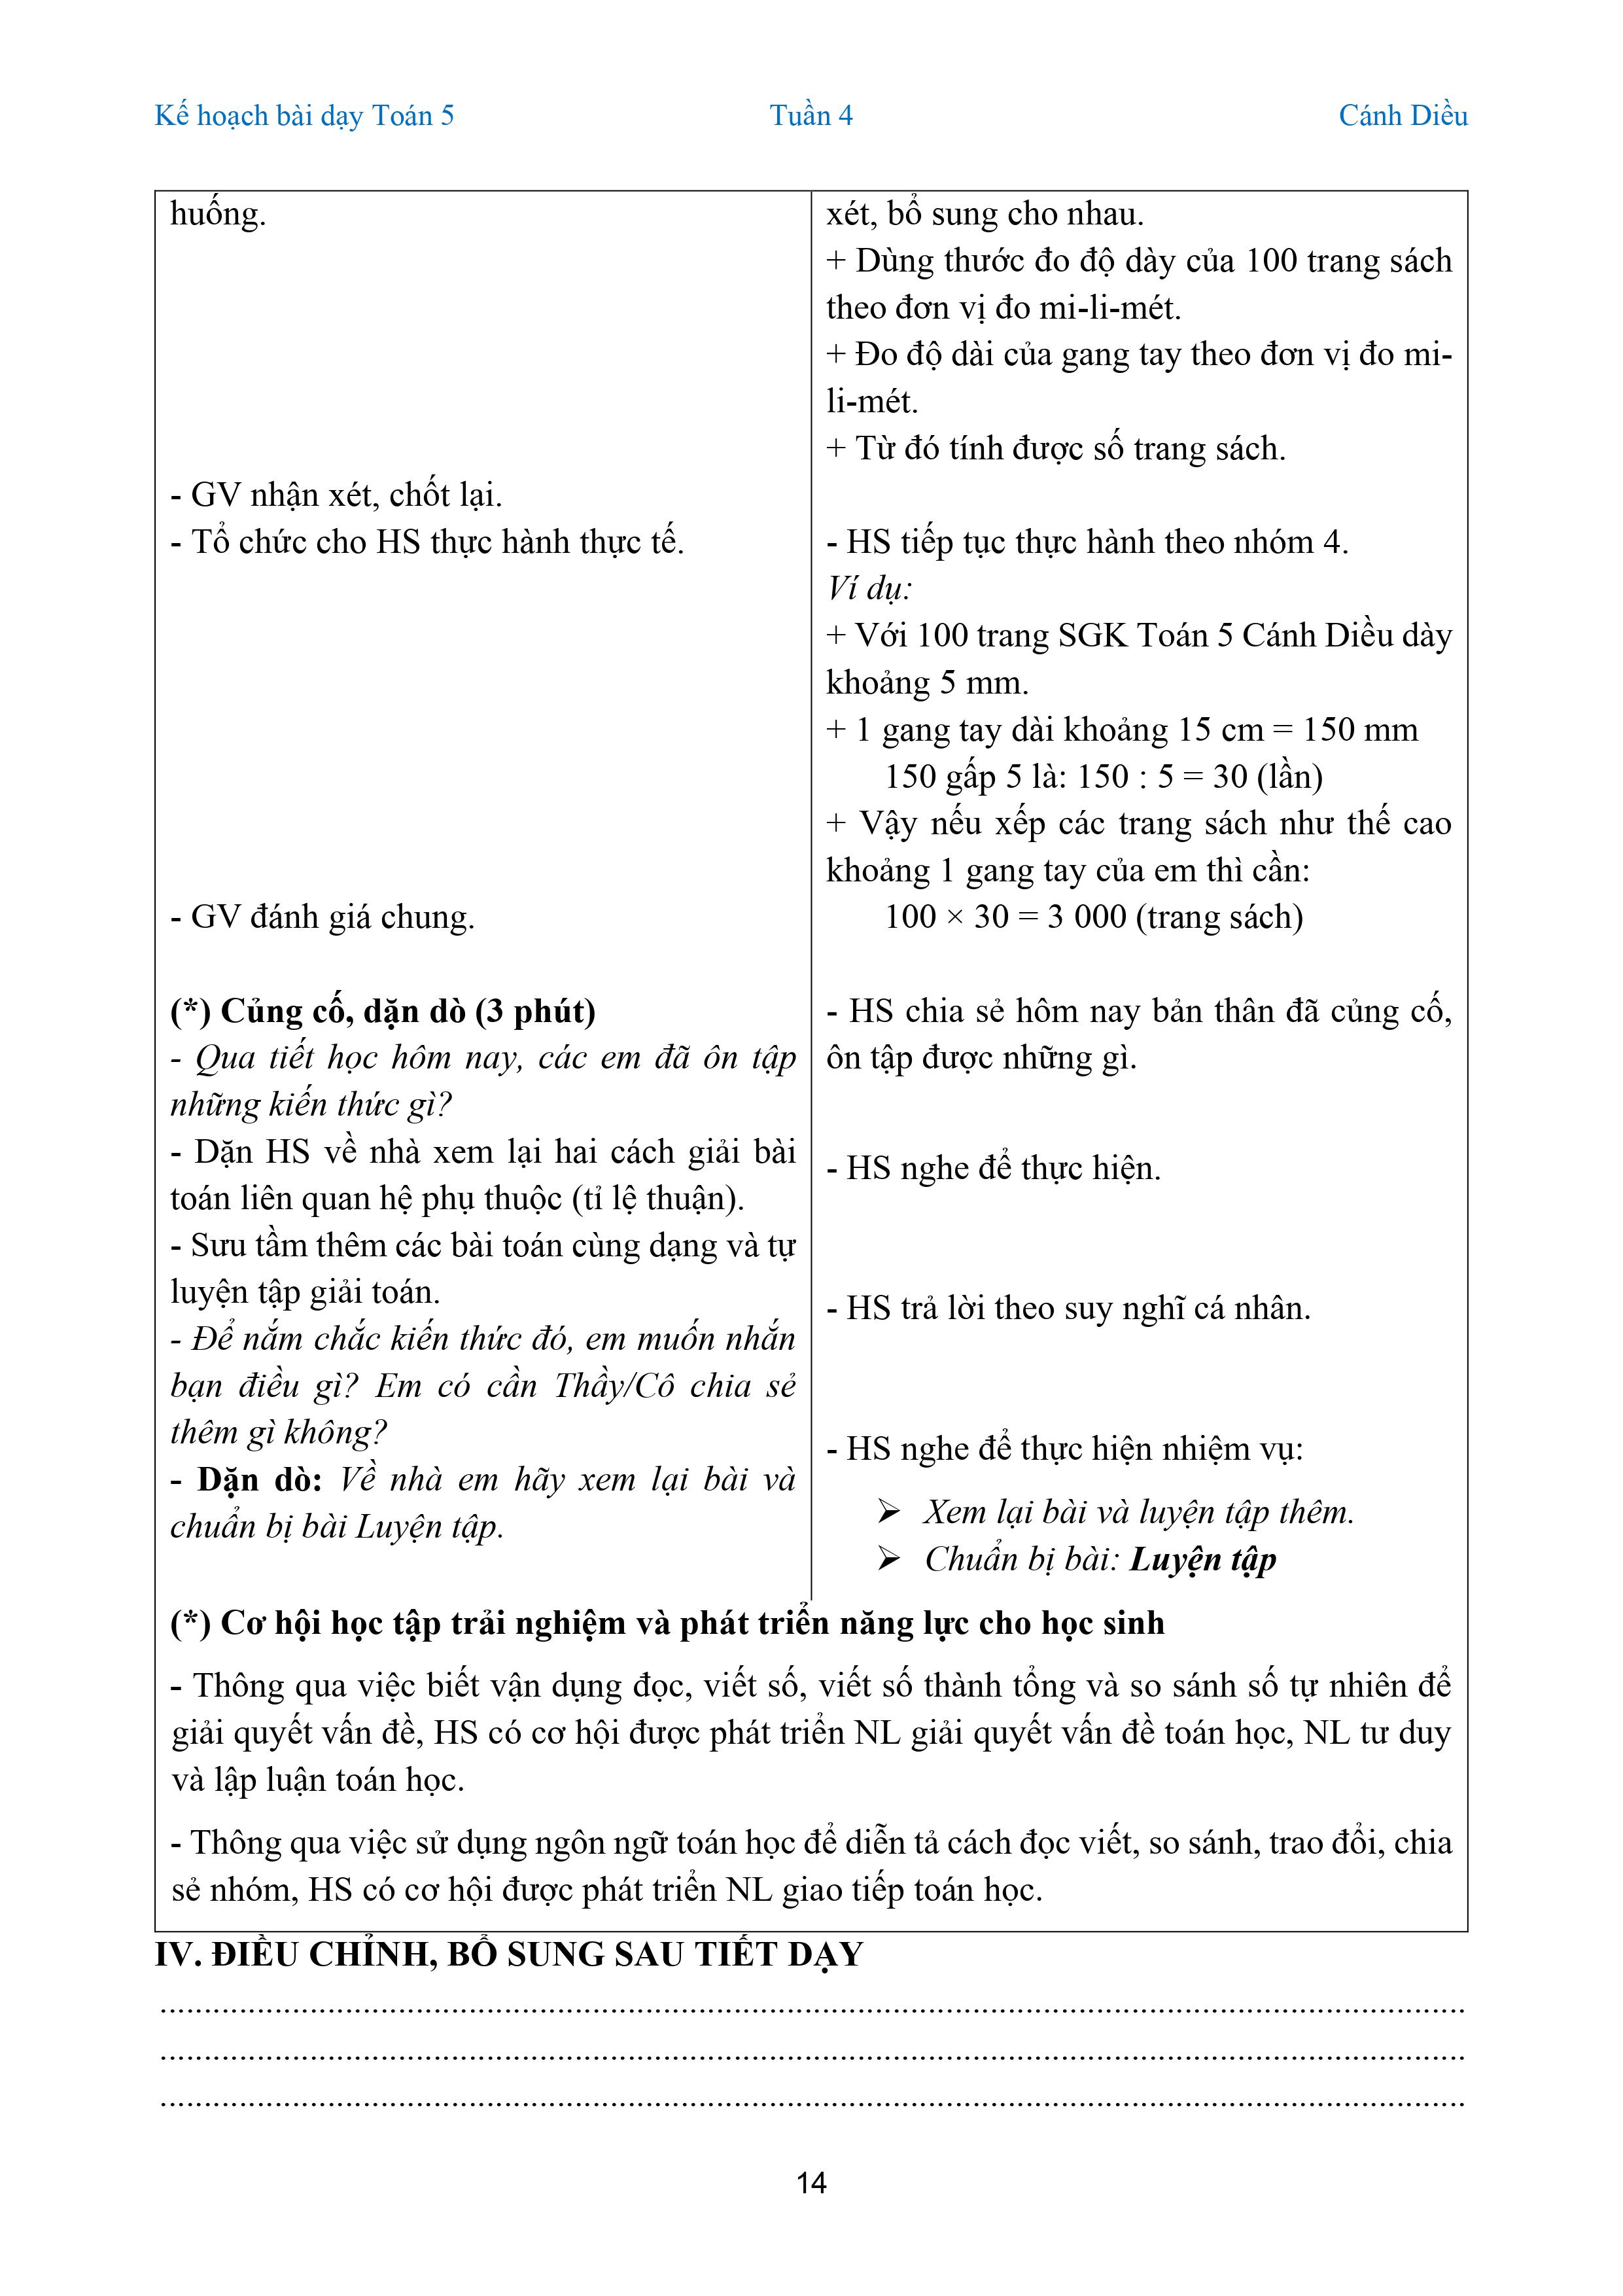 Kế hoạch bài dạy Toán 5 Tuần 4 Cánh Diều
huống.
- GV nhận xét, chốt lại.
- Tổ chức cho HS thực hành thực tế.
- GV đánh giá chung.
(*) Củng cố, dặn dò (3 phút)
- Qua tiết học hôm nay, các em đã ôn tập
những kiến thức gì?
- Dặn HS về nhà xem lại hai cách giải bài
toán liên quan hệ phụ thuộc (tỉ lệ thuận).
- Sưu tầm thêm các bài toán cùng dạng và tự
luyện tập giải toán.
- Để nắm chắc kiến thức đó, em muốn nhắn
bạn điều gì? Em có cần Thầy/Cô chia sẻ
thêm gì không?
- Dặn dò: Về nhà em hãy xem lại bài và
chuẩn bị bài Luyện tập.
xét, bổ sung cho nhau.
+ Dùng thước đo độ dày của 100 trang sách
theo đơn vị đo mi-li-mét.
+ Đo độ dài của gang tay theo đơn vị đo mi-
li-mét.
+ Từ đó tính được số trang sách.
- HS tiếp tục thực hành theo nhóm 4.
Ví dụ:
+ Với 100 trang SGK Toán 5 Cánh Diều dày
khoảng 5 mm.
+ 1 gang tay dài khoảng 15 cm = 150 mm
150 gấp 5 là: 150 : 5 = 30 (lần)
+ Vậy nếu xếp các trang sách như thế cao
khoảng 1 gang tay của em thì cần:
100 × 30 = 3 000 (trang sách)
- HS chia sẻ hôm nay bản thân đã củng cố,
ôn tập được những gì.
- HS nghe để thực hiện.
- HS trả lời theo suy nghĩ cá nhân.
- HS nghe để thực hiện nhiệm vụ:
➢ Xem lại bài và luyện tập thêm.
➢ Chuẩn bị bài: Luyện tập
(*) Cơ hội học tập trải nghiệm và phát triển năng lực cho học sinh
- Thông qua việc biết vận dụng đọc, viết số, viết số thành tổng và so sánh số tự nhiên để
giải quyết vấn đề, HS có cơ hội được phát triển NL giải quyết vấn đề toán học, NL tư duy
và lập luận toán học.
- Thông qua việc sử dụng ngôn ngữ toán học để diễn tả cách đọc viết, so sánh, trao đổi, chia
sẻ nhóm, HS có cơ hội được phát triển NL giao tiếp toán học.
IV. ĐIỀU CHỈNH, BỔ SUNG SAU TIẾT DẠY
14